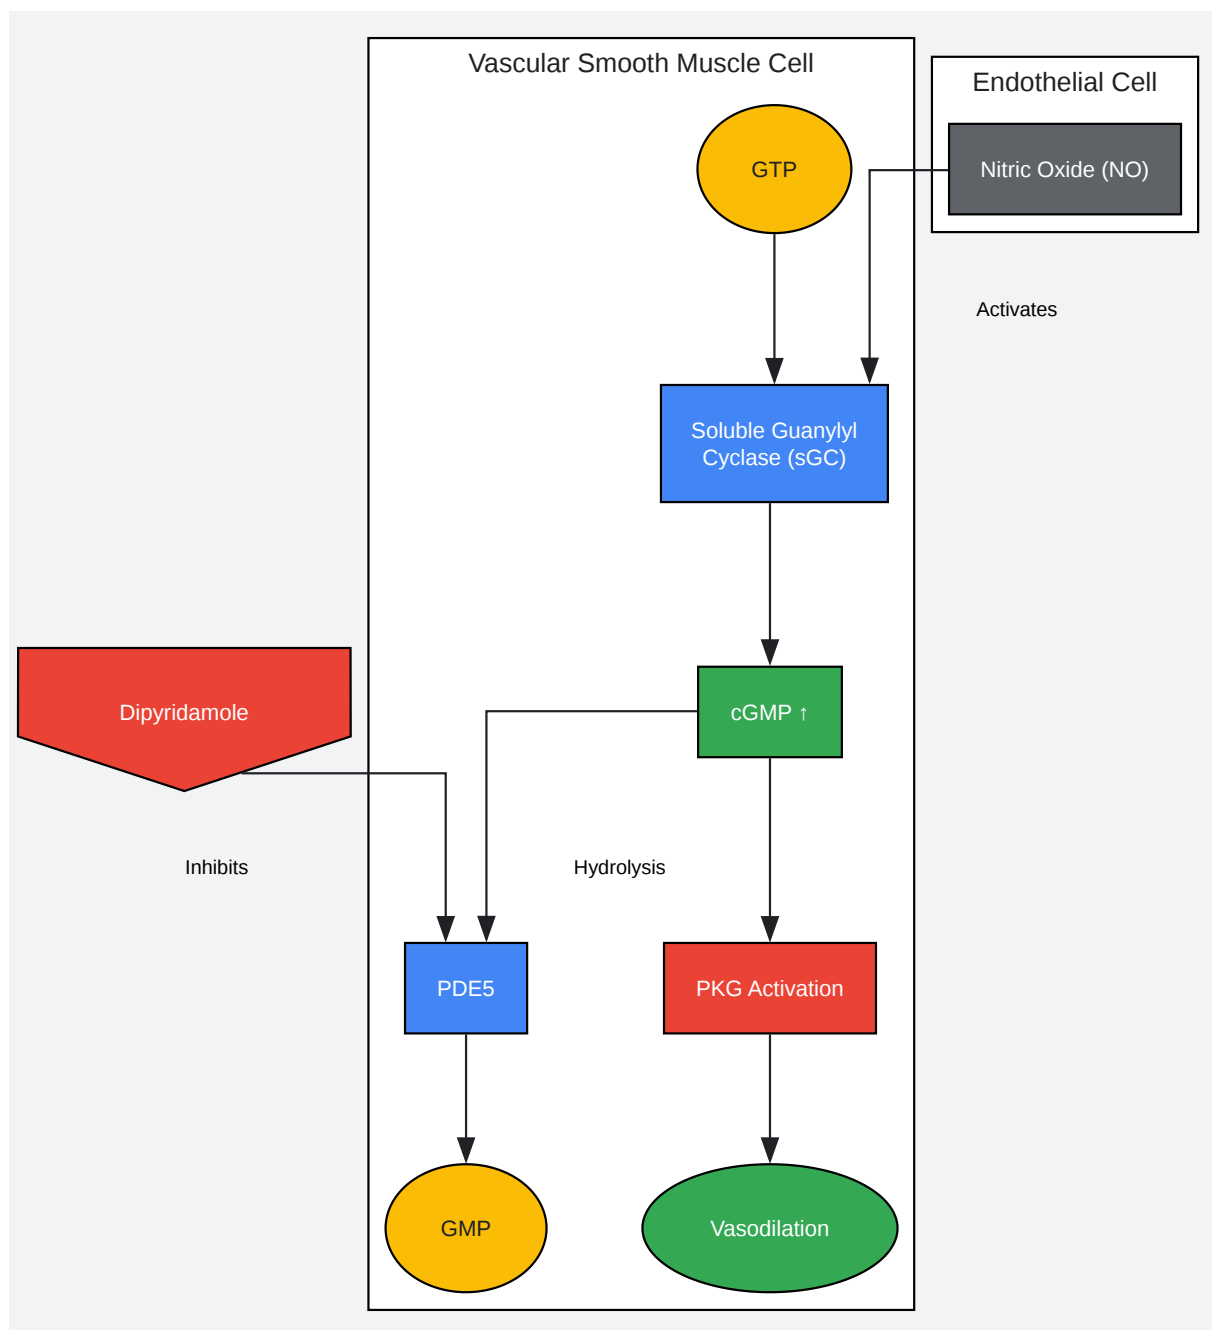 Vascular Smooth Muscle Cell
Endothelial Cell
GTP
Nitric Oxide (NO)
Activates
Soluble Guanylyl
Cyclase (sGC)
Dipyridamole
cGMP ↑
Inhibits
Hydrolysis
PDE5
PKG Activation
GMP
Vasodilation